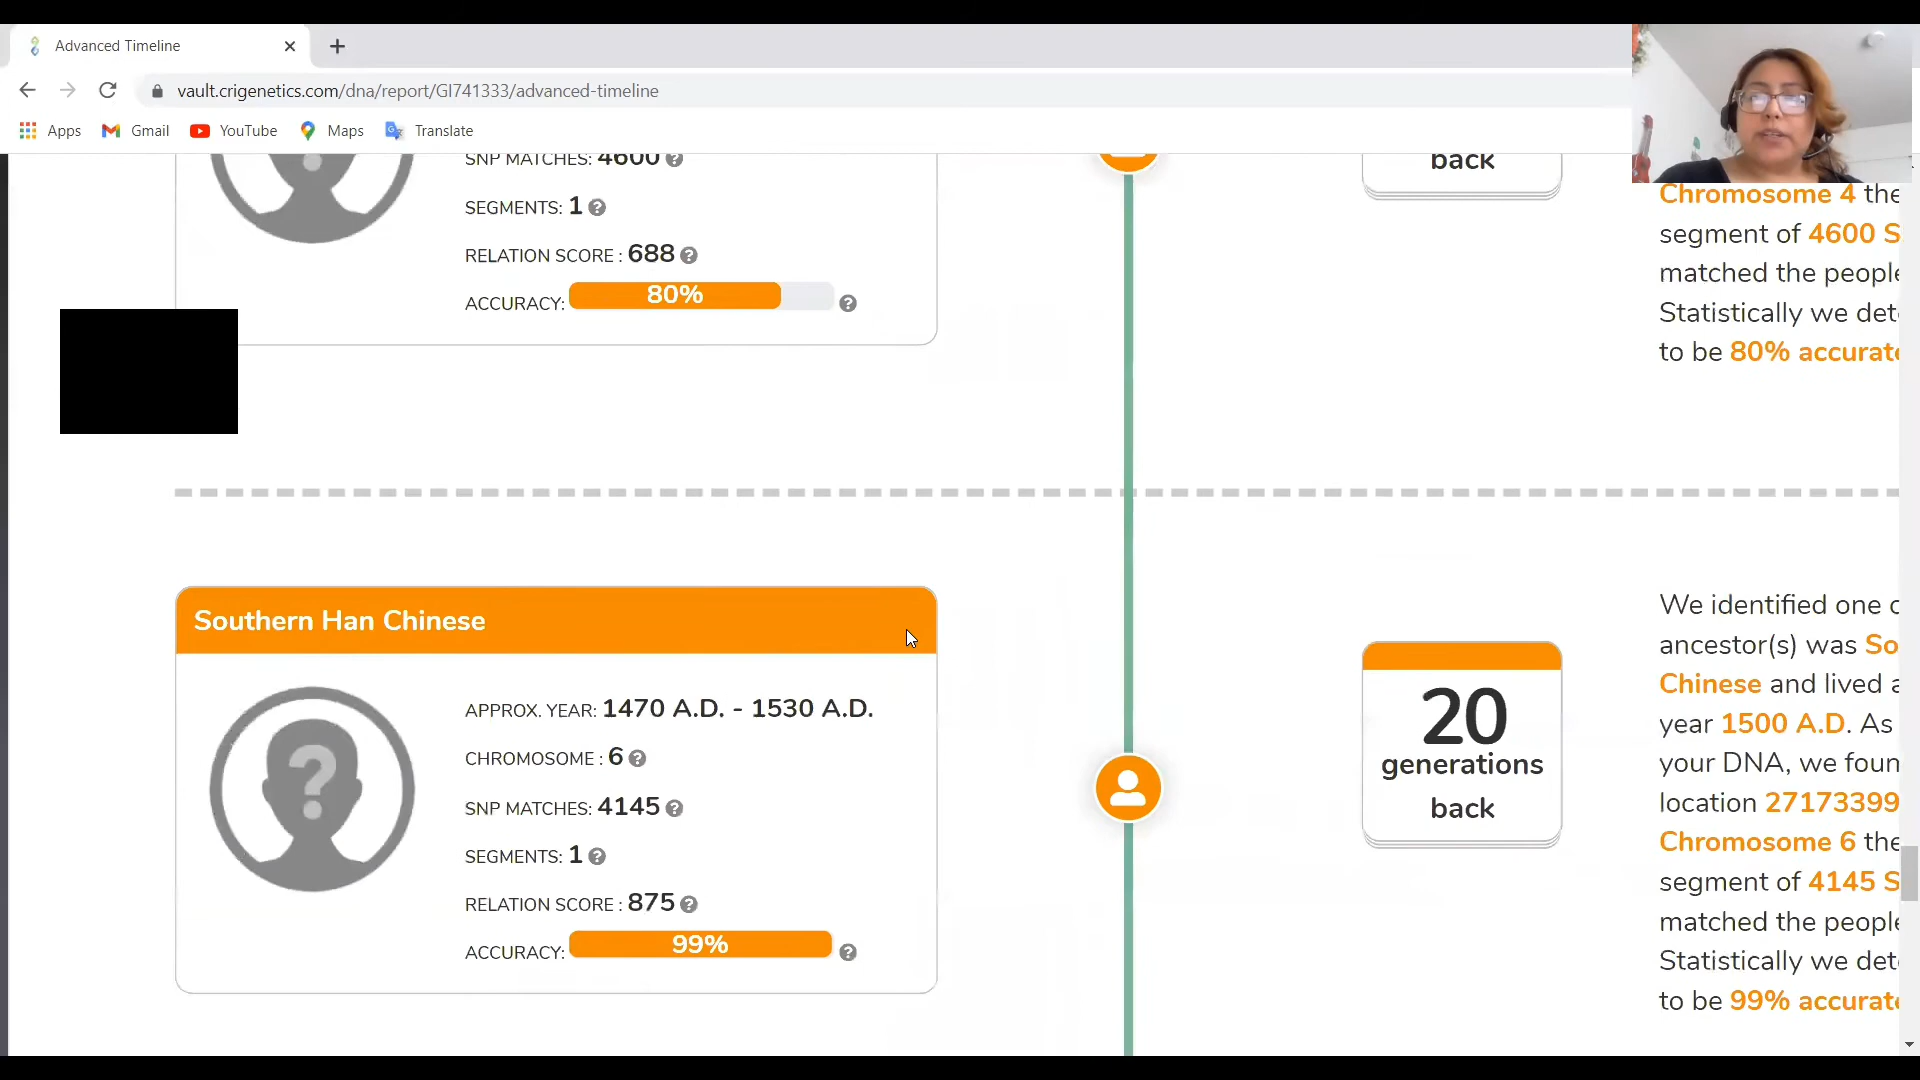 Advanced Timeline
vault.crigenetics.com/dna/report/GI741333/advanced-timeline
Apps Gmail YouTube Maps Translate
SNP MATCHES: 4600 ?
SEGMENTS: 1 ?
RELATION SCORE : 688 ?
ACCURACY: 80% ?
back
Chromosome 4 the
segment of 4600 S
matched the people
Statistically we det
to be 80% accurate
Southern Han Chinese
?
APPROX. YEAR: 1470 A.D. - 1530 A.D.
CHROMOSOME : 6 ?
SNP MATCHES: 4145 ?
SEGMENTS: 1 ?
RELATION SCORE : 875 ?
ACCURACY: 99% ?
20
generations
back
We identified one o
ancestor(s) was So
Chinese and lived a
year 1500 A.D. As
your DNA, we foun
location 27173399
Chromosome 6 the
segment of 4145 S
matched the people
Statistically we det
to be 99% accurate